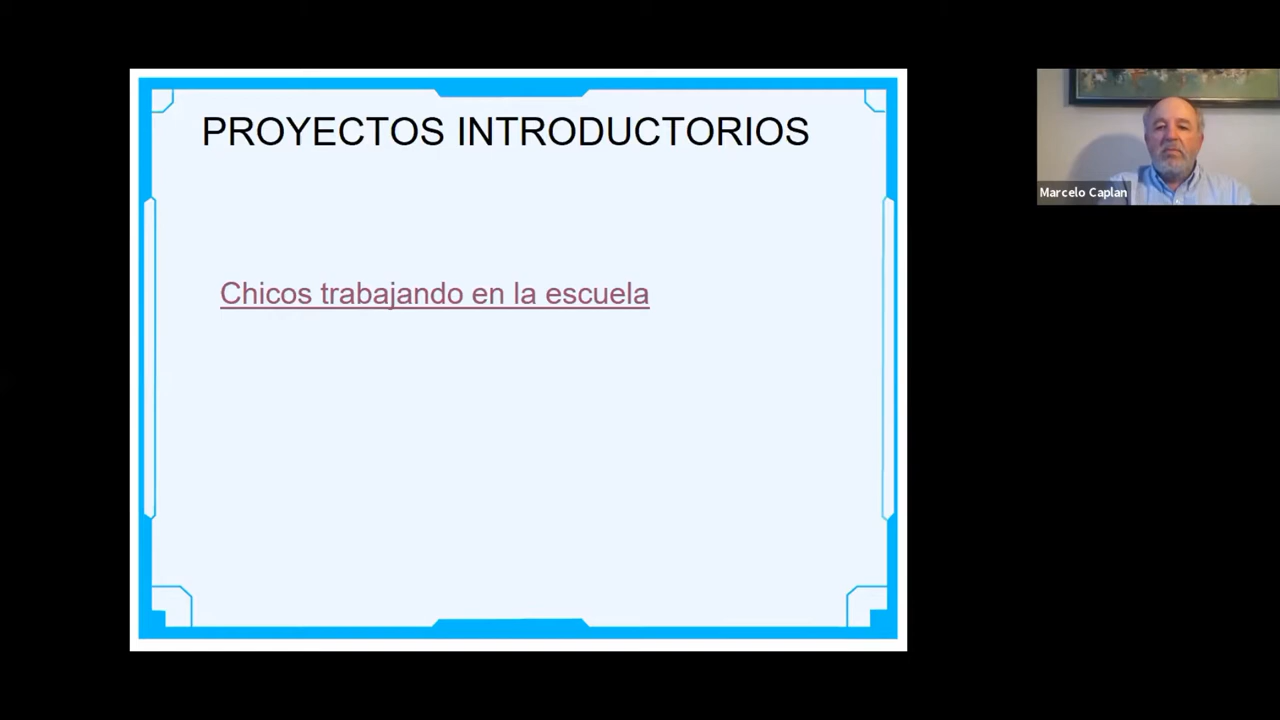 PROYECTOS INTRODUCTORIOS
Chicos trabajando en la escuela
Marcelo Caplan